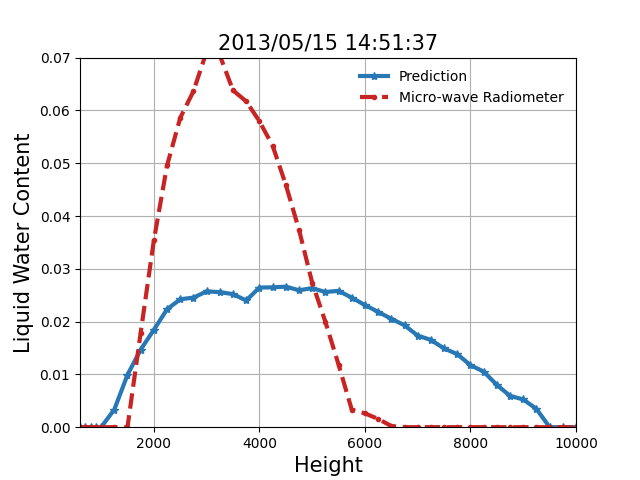 2013/05/15 14:51:37
0.07
0.06
0.05
0.04
0.03
0.02
0.01
0.00
Liquid Water Content
Prediction
Micro-wave Radiometer
2000 4000 6000 8000 10000
Height